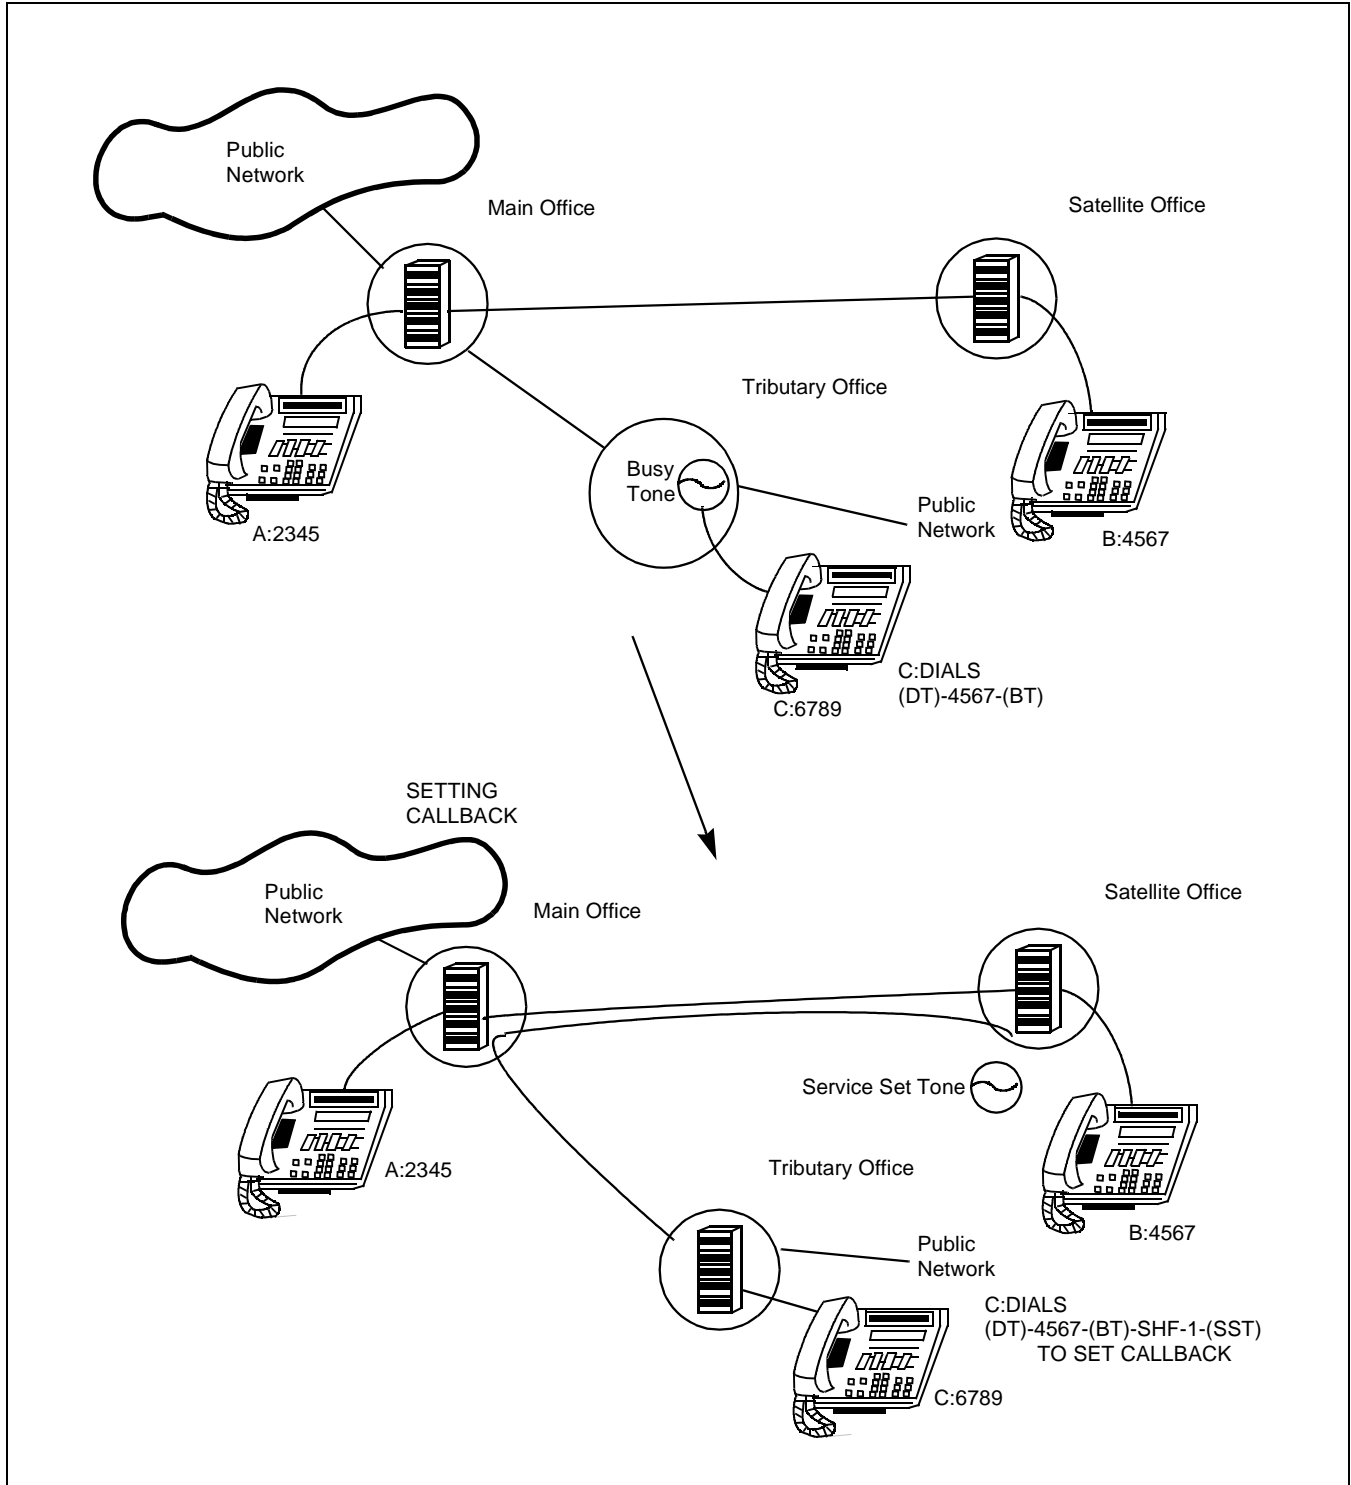 Public
Network
Main Office
Satellite Office
Tributary Office
Busy
Tone
Public
Network
A:2345
B:4567
C:DIALS
(DT)-4567-(BT)
C:6789
SETTING
CALLBACK
Public
Network
Main Office
Satellite Office
Service Set Tone
A:2345
Tributary Office
B:4567
Public
Network
C:DIALS
(DT)-4567-(BT)-SHF-1-(SST)
TO SET CALLBACK
C:6789